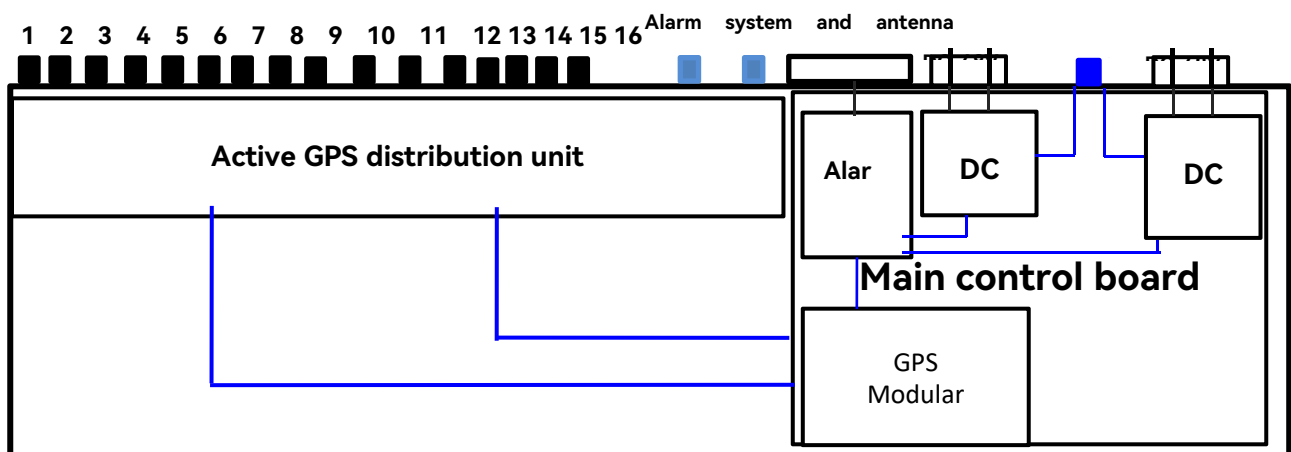 Alarm system and antenna
1 2 3 4 5 6 7 8 9 10 11 12 13 14 15 16
Active GPS distribution unit
Alar
DC
DC
Main control board
GPS
Modular